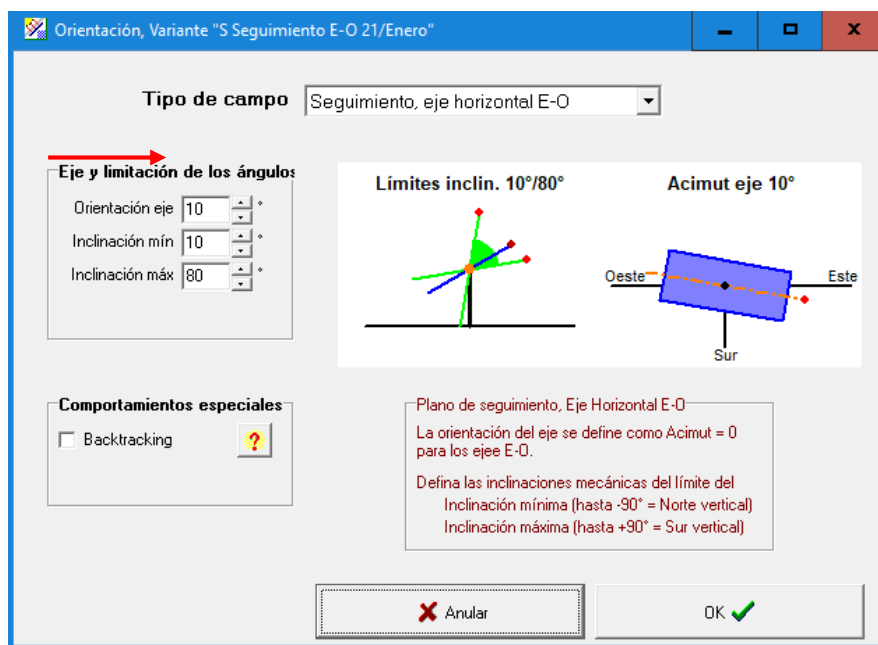 Orientación, Variante "S Seguimiento E-O 21/Enero"
Tipo de campo Seguimiento, eje horizontal E-O
Eje y limitación de los ángulos
Orientación eje 10 °
Inclinación mín 10 °
Inclinación máx 80 °
Límites inclin. 10°/80°
Acimut eje 10°
Oeste
Este
Sur
Comportamientos especiales
Backtracking ?
Plano de seguimiento, Eje Horizontal E-O
La orientación del eje se define como Acimut = 0
para los ejee E-O.
Defina las inclinaciones mecánicas del límite del
Inclinación mínima (hasta -90° = Norte vertical)
Inclinación máxima (hasta +90° = Sur vertical)
Anular
OK